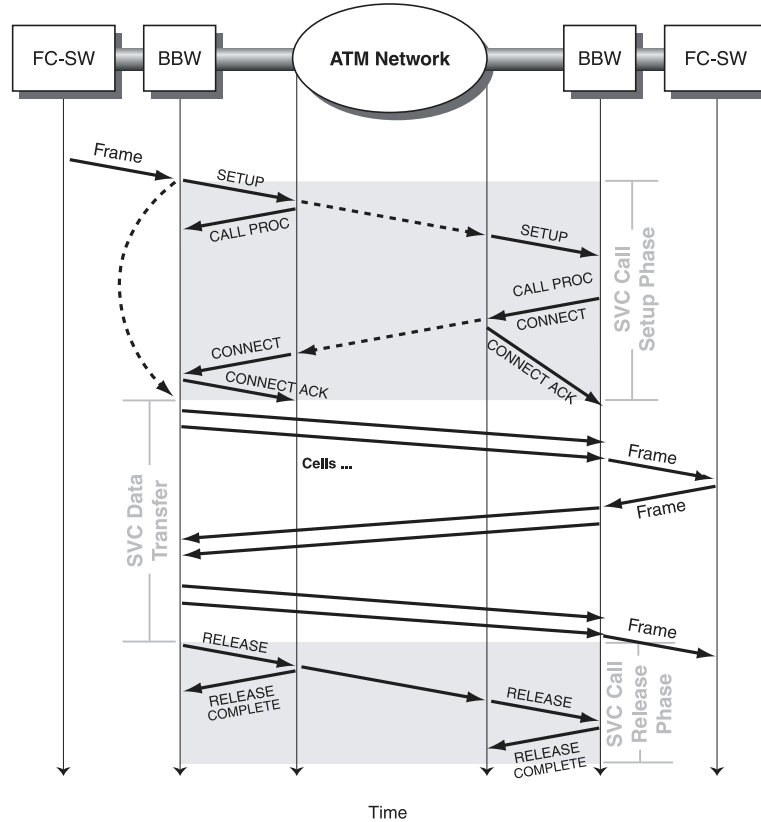 FC-SW
BBW
ATM Network
BBW
FC-SW
Frame
SETUP
CALL PROC
SETUP
CALL PROC
CONNECT
CONNECT
CONNECT ACK
CONNECT ACK
SVC Call
Setup Phase
Cells ...
Frame
Frame
SVC Data
Transfer
Frame
RELEASE
RELEASE
COMPLETE
RELEASE
RELEASE
COMPLETE
SVC Call
Release
Phase
Time